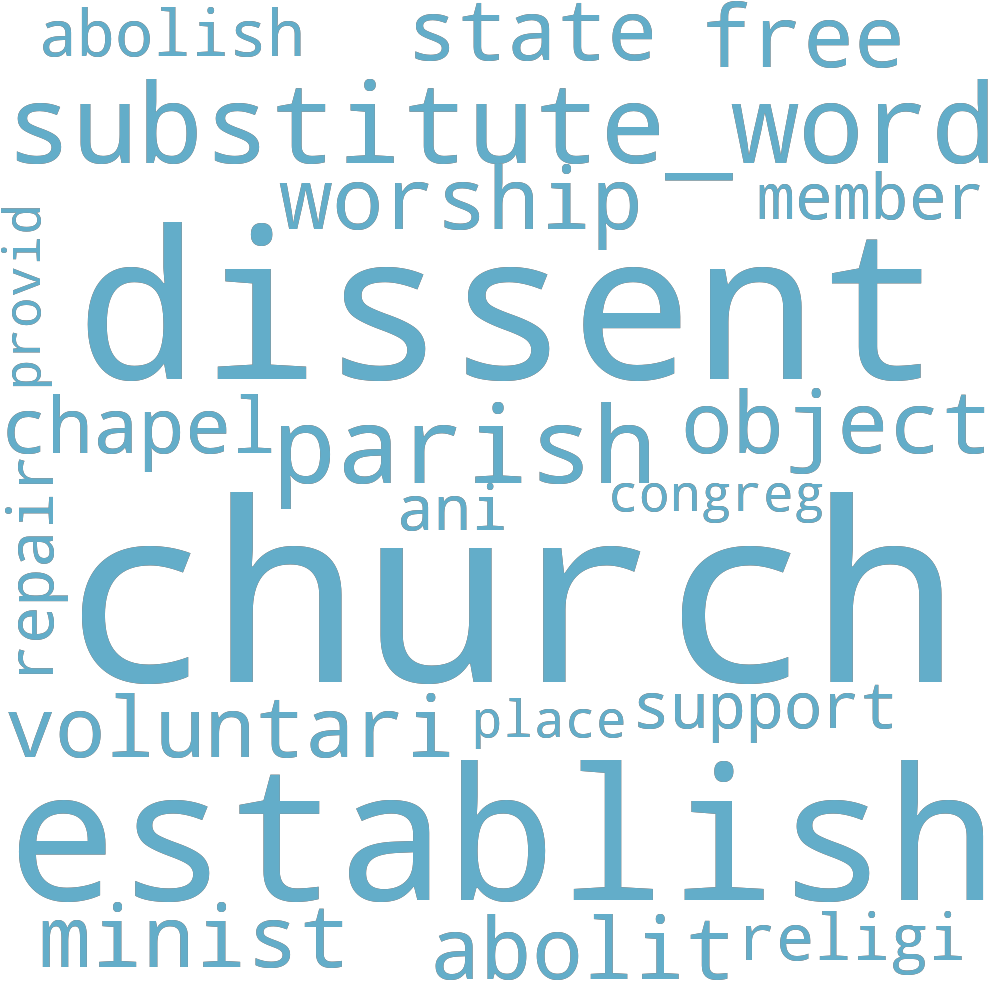 abolish state free
substitute_word
worship member
provid
dissent
chapel parish object
repair
ani congreg
church
voluntari place support
establish
minist abolit religi